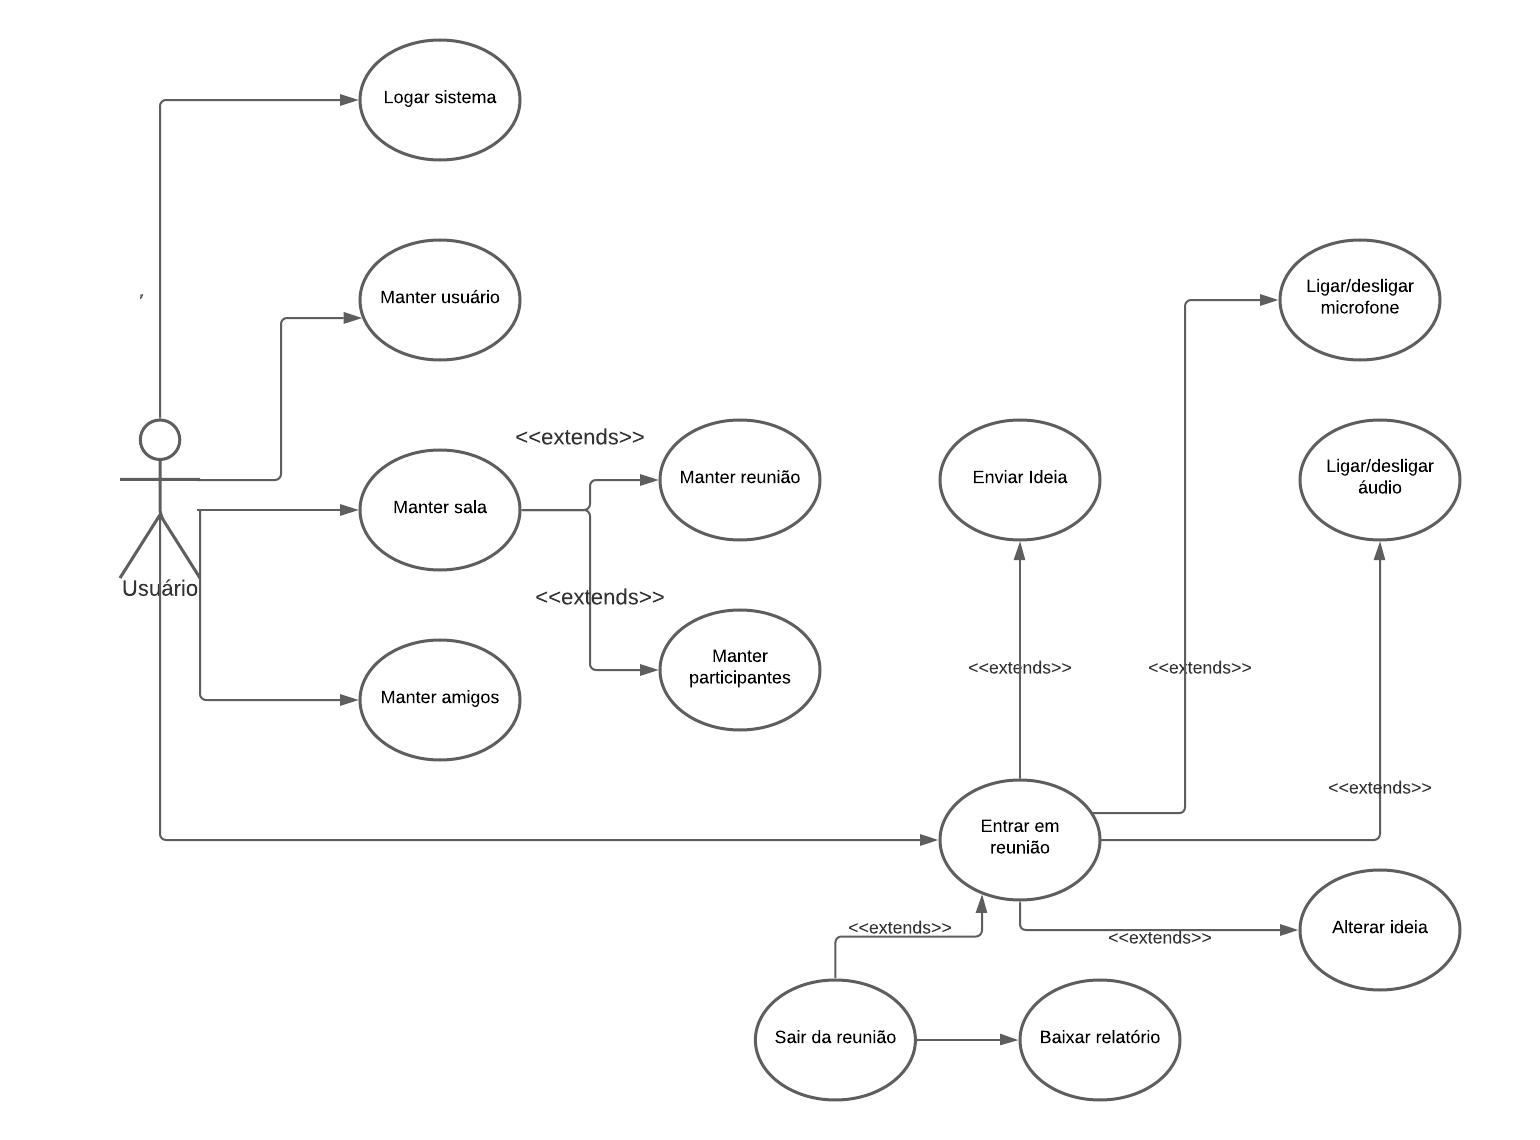 Logar sistema
Manter usuário
Ligar/desligar
microfone
,
<<extends>>
Manter sala
Manter reunião
Enviar Ideia
Ligar/desligar
áudio
Usuário
<<extends>>
Manter
participantes
Manter amigos
<<extends>>
<<extends>>
<<extends>>
Entrar em
reunião
<<extends>>
<<extends>>
Alterar ideia
Sair da reunião
Baixar relatório